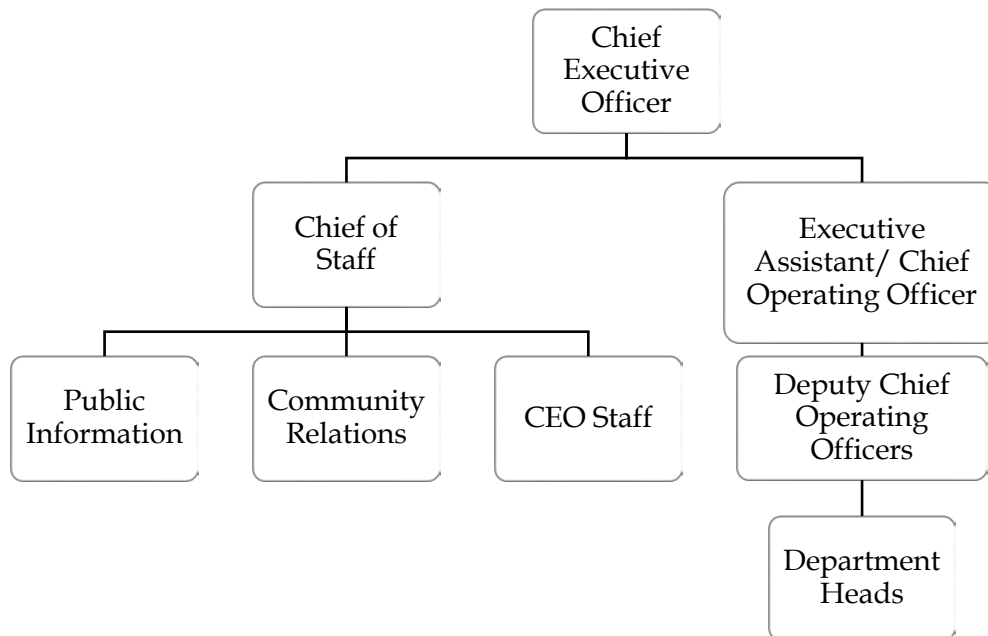 Chief
Executive
Officer
Chief of
Staff
Executive
Assistant/ Chief
Operating Officer
Public
Information
Community
Relations
CEO Staff
Deputy Chief
Operating
Officers
Department
Heads